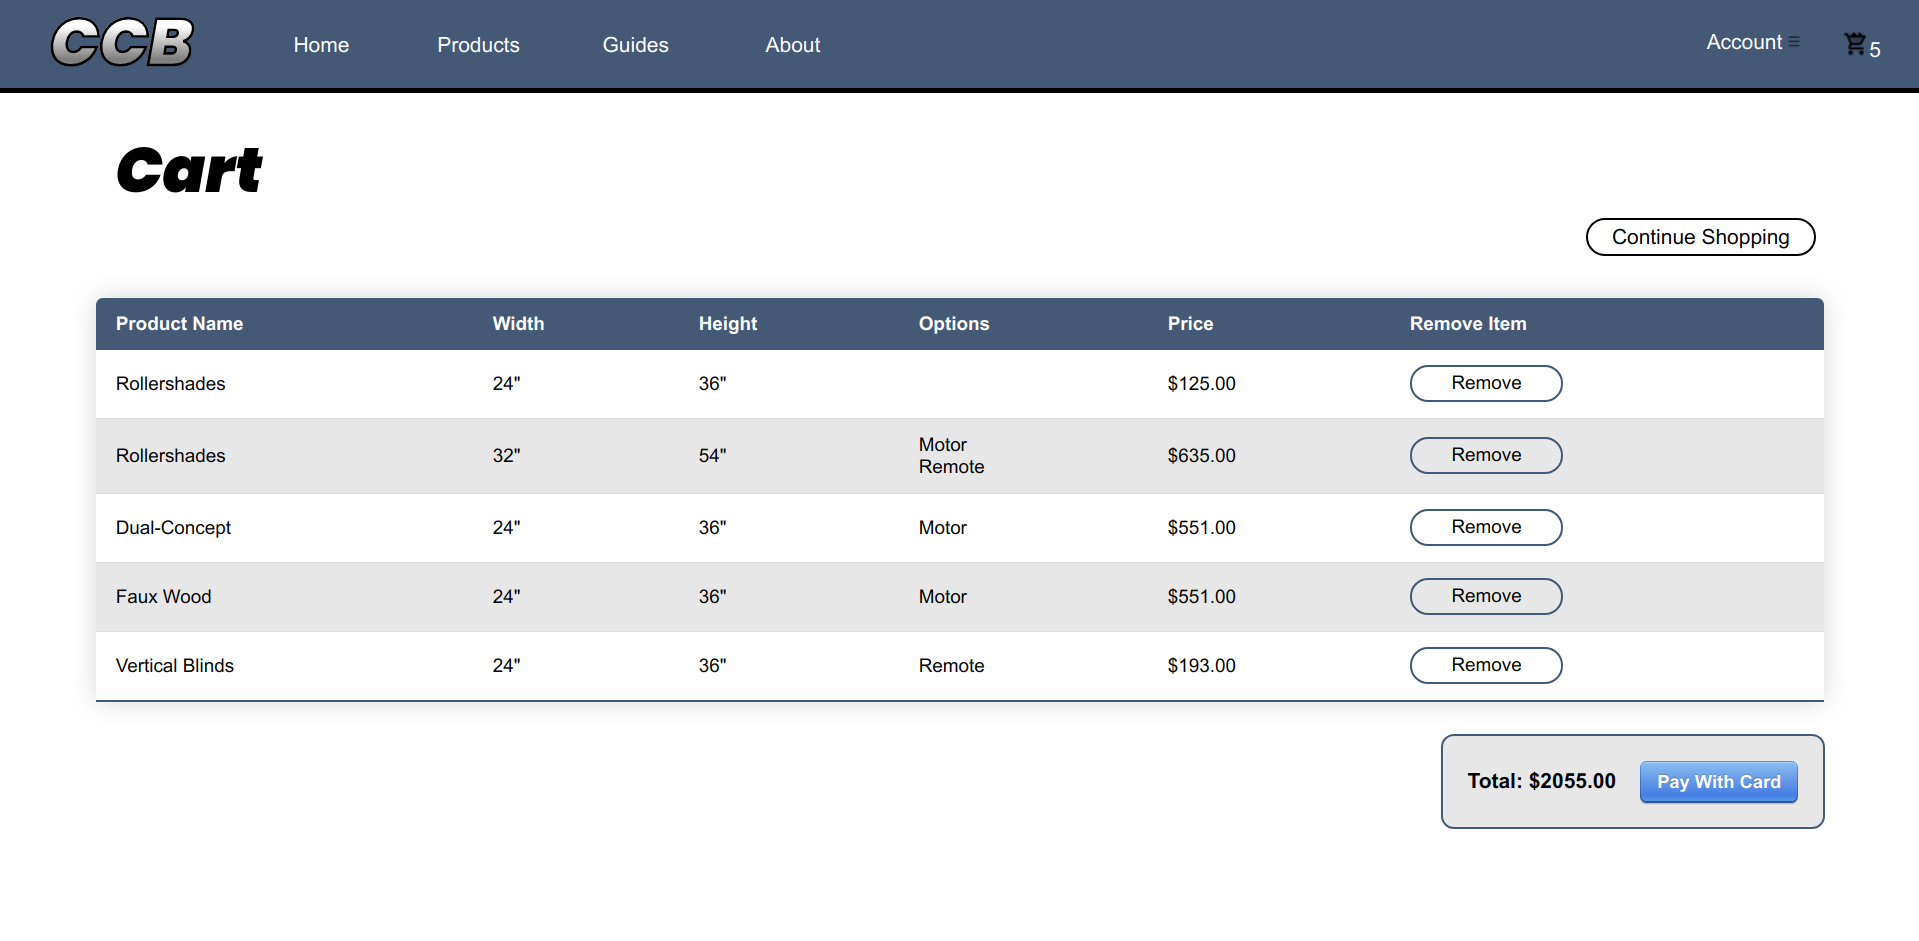 CCB Home Products Guides About Account 5
Cart
Continue Shopping
Product Name Width Height Options Price Remove Item
Rollershades 24" 36" $125.00 Remove
Rollershades 32" 54" Motor Remote $635.00 Remove
Dual-Concept 24" 36" Motor $551.00 Remove
Faux Wood 24" 36" Motor $551.00 Remove
Vertical Blinds 24" 36" Remote $193.00 Remove
Total: $2055.00 Pay With Card